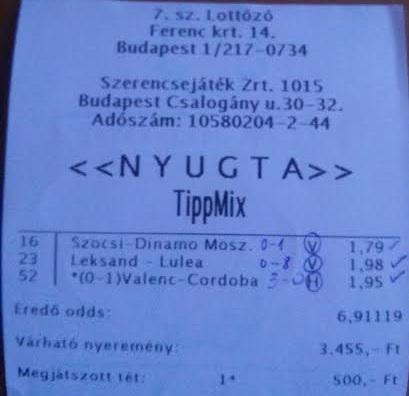 7. sz. Lottózó
Ferenc krt. 14.
Budapest 1/217-0734
Szerencsejáték Zrt. 1015
Budapest Csalogány u.30-32.
Adószám: 10580204-2-44
<<NYUGTA>>
TippMix
16 Szocsi-Dinamo Mosz. 0-1 V 1,79 ✓
23 Leksand - Lulea 0-8 V 1,98 ✓
52 *(0-1)Valenc-Cordoba 3-0 H 1,95 ✓
Eredő odds: 6,91119
Várható nyeremény: 3.455,- Ft
Megjátszott tét: 1* 500,- Ft